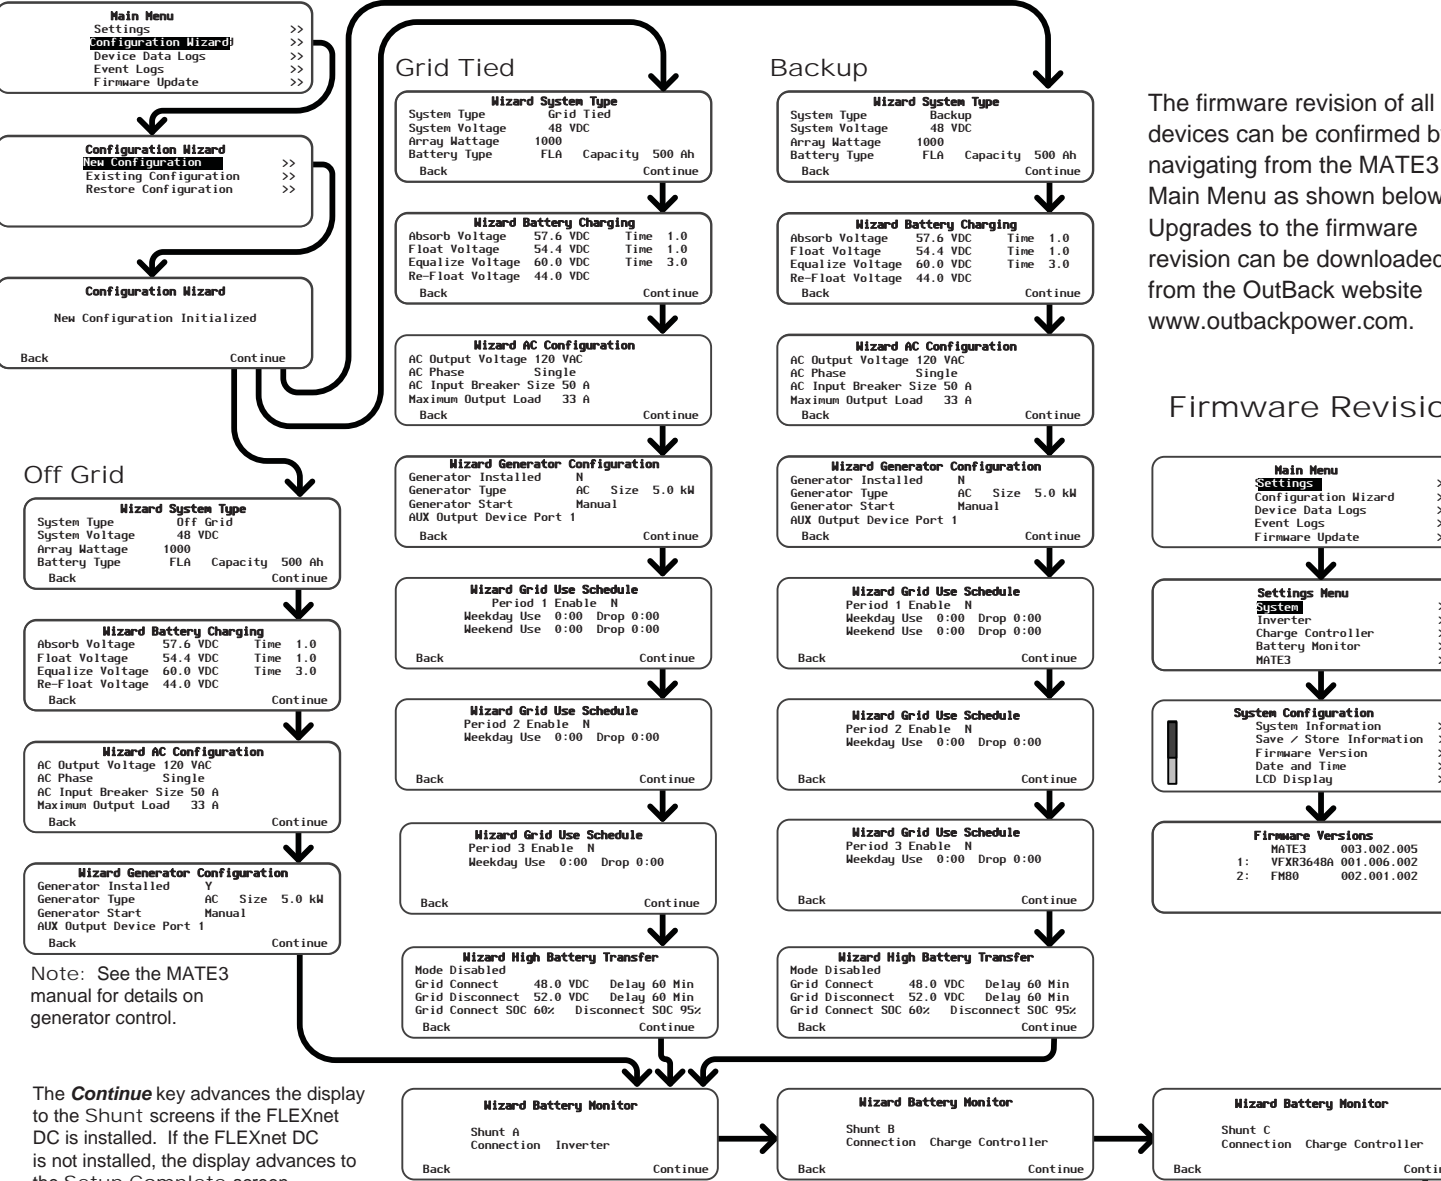 Main Menu
Settings >>
Configuration Wizard >>
Device Data Logs >>
Event Logs >>
Firmware Update >>
Configuration Wizard
New Configuration >>
Existing Configuration >>
Restore Configuration >>
Configuration Wizard
New Configuration Initialized
Back Continue
Off Grid
Wizard System Type
System Type Off Grid
System Voltage 48 VDC
Array Wattage 1000
Battery Type FLA Capacity 500 Ah
Back Continue
Wizard Battery Charging
Absorb Voltage 57.6 VDC Time 1.0
Float Voltage 54.4 VDC Time 1.0
Equalize Voltage 60.0 VDC Time 3.0
Re-Float Voltage 44.0 VDC
Back Continue
Wizard AC Configuration
AC Output Voltage 120 VAC
AC Phase Single
AC Input Breaker Size 50 A
Maximum Output Load 33 A
Back Continue
Wizard Generator Configuration
Generator Installed Y
Generator Type AC Size 5.0 kW
Generator Start Manual
AUX Output Device Port 1
Back Continue
Note: See the MATE3
manual for details on
generator control.
The Continue key advances the display
to the Shunt screens if the FLEXnet
DC is installed. If the FLEXnet DC
is not installed, the display advances to
the Setup Complete screen
Grid Tied
Wizard System Type
System Type Grid Tied
System Voltage 48 VDC
Array Wattage 1000
Battery Type FLA Capacity 500 Ah
Back Continue
Wizard Battery Charging
Absorb Voltage 57.6 VDC Time 1.0
Float Voltage 54.4 VDC Time 1.0
Equalize Voltage 60.0 VDC Time 3.0
Re-Float Voltage 44.0 VDC
Back Continue
Wizard AC Configuration
AC Output Voltage 120 VAC
AC Phase Single
AC Input Breaker Size 50 A
Maximum Output Load 33 A
Back Continue
Wizard Generator Configuration
Generator Installed N
Generator Type AC Size 5.0 kW
Generator Start Manual
AUX Output Device Port 1
Back Continue
Wizard Grid Use Schedule
Period 1 Enable N
Weekday Use 0:00 Drop 0:00
Weekend Use 0:00 Drop 0:00
Back Continue
Wizard Grid Use Schedule
Period 2 Enable N
Weekday Use 0:00 Drop 0:00
Back Continue
Wizard Grid Use Schedule
Period 3 Enable N
Weekday Use 0:00 Drop 0:00
Back Continue
Wizard High Battery Transfer
Mode Disabled
Grid Connect 48.0 VDC Delay 60 Min
Grid Disconnect 52.0 VDC Delay 60 Min
Grid Connect SOC 60% Disconnect SOC 95%
Back Continue
Wizard Battery Monitor
Shunt A
Connection Inverter
Back Continue
Backup
Wizard System Type
System Type Backup
System Voltage 48 VDC
Array Wattage 1000
Battery Type FLA Capacity 500 Ah
Back Continue
Wizard Battery Charging
Absorb Voltage 57.6 VDC Time 1.0
Float Voltage 54.4 VDC Time 1.0
Equalize Voltage 60.0 VDC Time 3.0
Re-Float Voltage 44.0 VDC
Back Continue
Wizard AC Configuration
AC Output Voltage 120 VAC
AC Phase Single
AC Input Breaker Size 50 A
Maximum Output Load 33 A
Back Continue
Wizard Generator Configuration
Generator Installed N
Generator Type AC Size 5.0 kW
Generator Start Manual
AUX Output Device Port 1
Back Continue
Wizard Grid Use Schedule
Period 1 Enable N
Weekday Use 0:00 Drop 0:00
Weekend Use 0:00 Drop 0:00
Back Continue
Wizard Grid Use Schedule
Period 2 Enable N
Weekday Use 0:00 Drop 0:00
Back Continue
Wizard Grid Use Schedule
Period 3 Enable N
Weekday Use 0:00 Drop 0:00
Back Continue
Wizard High Battery Transfer
Mode Disabled
Grid Connect 48.0 VDC Delay 60 Min
Grid Disconnect 52.0 VDC Delay 60 Min
Grid Connect SOC 60% Disconnect SOC 95%
Back Continue
Wizard Battery Monitor
Shunt B
Connection Charge Controller
Back Continue
The firmware revision of all
devices can be confirmed b
navigating from the MATE3
Main Menu as shown below
Upgrades to the firmware
revision can be downloaded
from the OutBack website
www.outbackpower.com.
Firmware Revisio
Main Menu
Settings >
Configuration Wizard >
Device Data Logs >
Event Logs >
Firmware Update >
Settings Menu
System >
Inverter >
Charge Controller >
Battery Monitor >
MATE3 >
System Configuration
System Information >
Save / Store Information >
Firmware Version >
Date and Time >
LCD Display >
Firmware Versions
MATE3 003.002.005
1: VFXR3648A 001.006.002
2: FM80 002.001.002
Wizard Battery Monitor
Shunt C
Connection Charge Controller
Back Contin